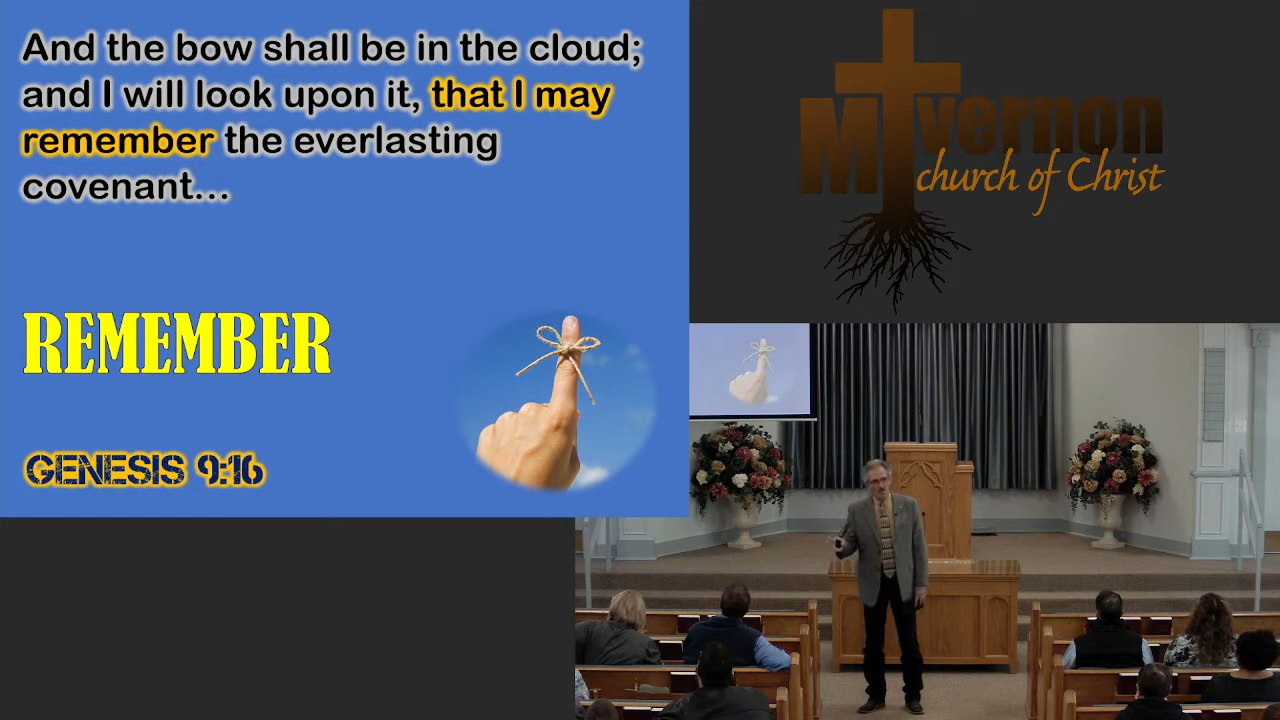 And the bow shall be in the cloud;
and I will look upon it, that I may
remember the everlasting
covenant...
REMEMBER
GENESIS 9:16
Mt vernon
church of Christ